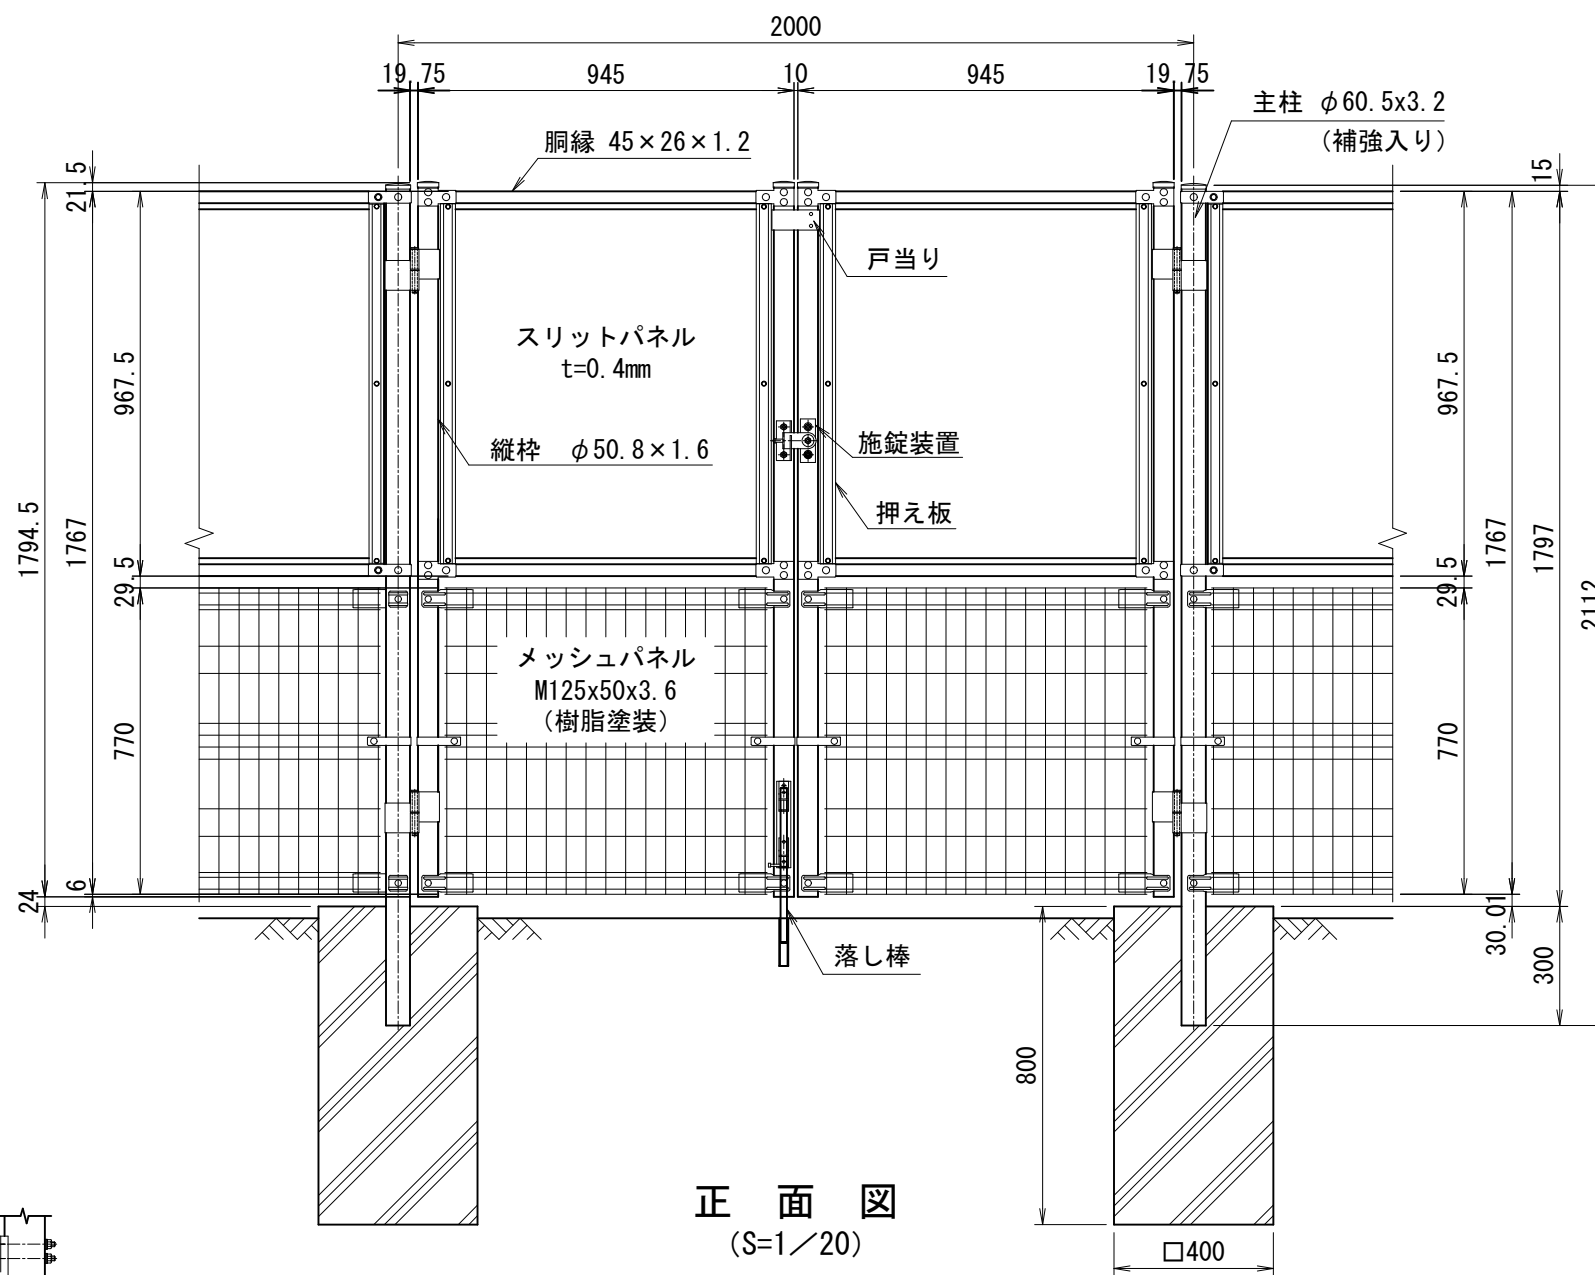 2000
19.75
945
10
945
19.75
主柱 φ60.5x3.2
(補強入り)
胴縁 45×26×1.2
21.5
15
戸当り
スリットパネル
t=0.4mm
967.5
967.5
縦枠 φ50.8×1.6
施錠装置
押え板
1794.5
1767
29.5
29.5
1767
1797
2112
メッシュパネル
M125x50x3.6
(樹脂塗装)
770
770
24
6
30.01
300
落し棒
800
正面図
(S=1/20)
□400